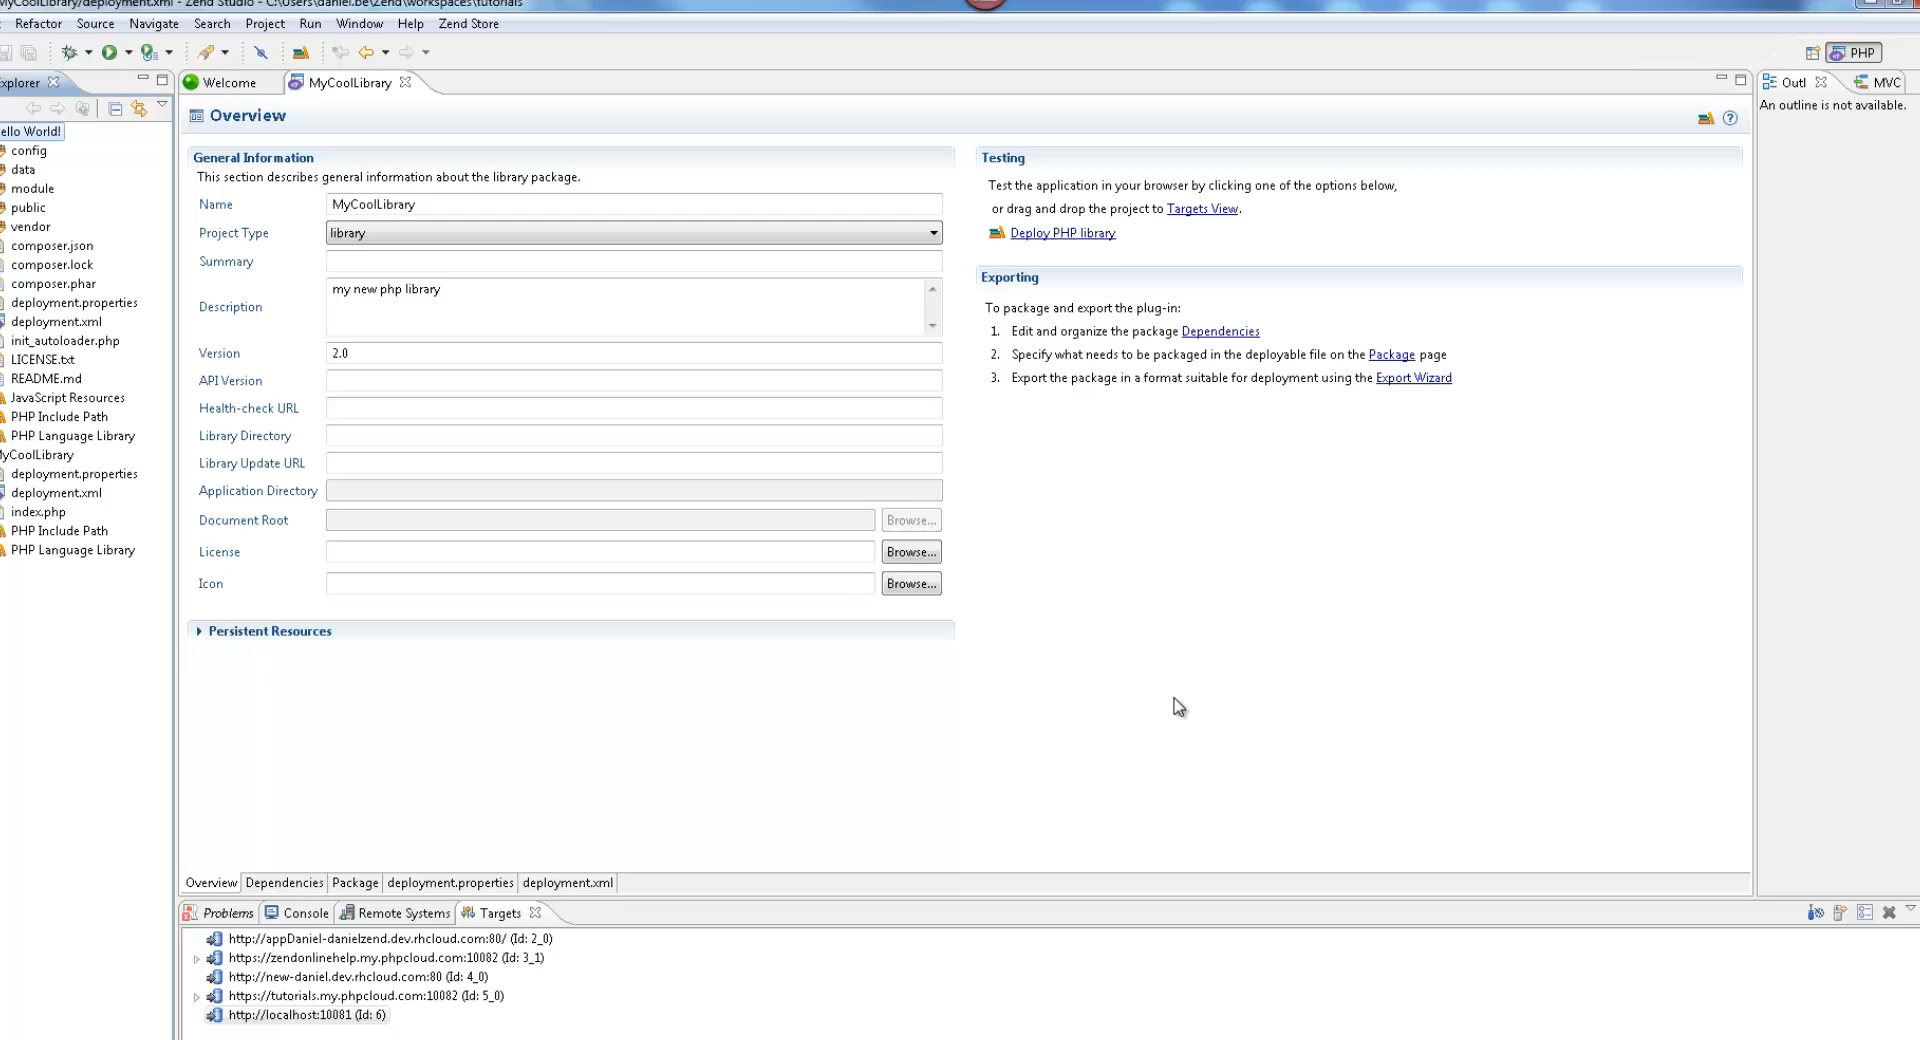 MyCoolLibrary/deployment.xml - Zend Studio - C:\Users\daniel.be\Zend\workspaces\tutorials
Refactor Source Navigate Search Project Run Window Help Zend Store
PHP
xplorer
Welcome
MyCoolLibrary
Outl
MVC
An outline is not available.
ello World!
config
data
module
public
vendor
composer.json
composer.lock
composer.phar
deployment.properties
deployment.xml
init_autoloader.php
LICENSE.txt
README.md
JavaScript Resources
PHP Include Path
PHP Language Library
yCoolLibrary
deployment.properties
deployment.xml
index.php
PHP Include Path
PHP Language Library
Overview
General Information
This section describes general information about the library package.
Name MyCoolLibrary
Project Type library
Summary
Description my new php library
Version 2.0
API Version
Health-check URL
Library Directory
Library Update URL
Application Directory
Document Root Browse...
License Browse...
Icon Browse...
Persistent Resources
Testing
Test the application in your browser by clicking one of the options below,
or drag and drop the project to Targets View.
Deploy PHP library
Exporting
To package and export the plug-in:
1. Edit and organize the package Dependencies
2. Specify what needs to be packaged in the deployable file on the Package page
3. Export the package in a format suitable for deployment using the Export Wizard
Overview Dependencies Package deployment.properties deployment.xml
Problems Console Remote Systems Targets
http://appDaniel-danielzend.dev.rhcloud.com:80/ (Id: 2_0)
https://zendonlinehelp.my.phpcloud.com:10082 (Id: 3_1)
http://new-daniel.dev.rhcloud.com:80 (Id: 4_0)
https://tutorials.my.phpcloud.com:10082 (Id: 5_0)
http://localhost:10081 (Id: 6)